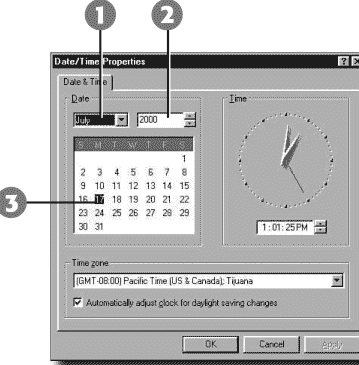 1
2
Date/Time Properties
Date & Time
Date
Time
July
2000
S M T W T F S
1
2 3 4 5 6 7 8
3
9 10 11 12 13 14 15
16 17 18 19 20 21 22
23 24 25 26 27 28 29
30 31
1:01:25 PM
Time zone
(GMT-08:00) Pacific Time (US & Canada); Tijuana
Automatically adjust clock for daylight saving changes
OK
Cancel
Apply